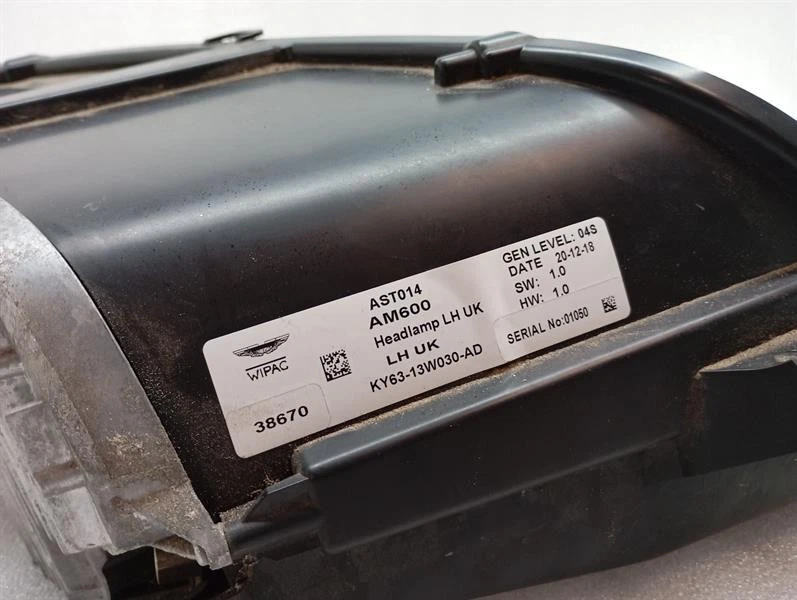 WIPAC
38670
AST014
AM600
Headlamp LH UK
LH UK
KY63-13W030-AD
GEN LEVEL: 04S
DATE 20-12-18
SW: 1.0
HW: 1.0
SERIAL No:01050